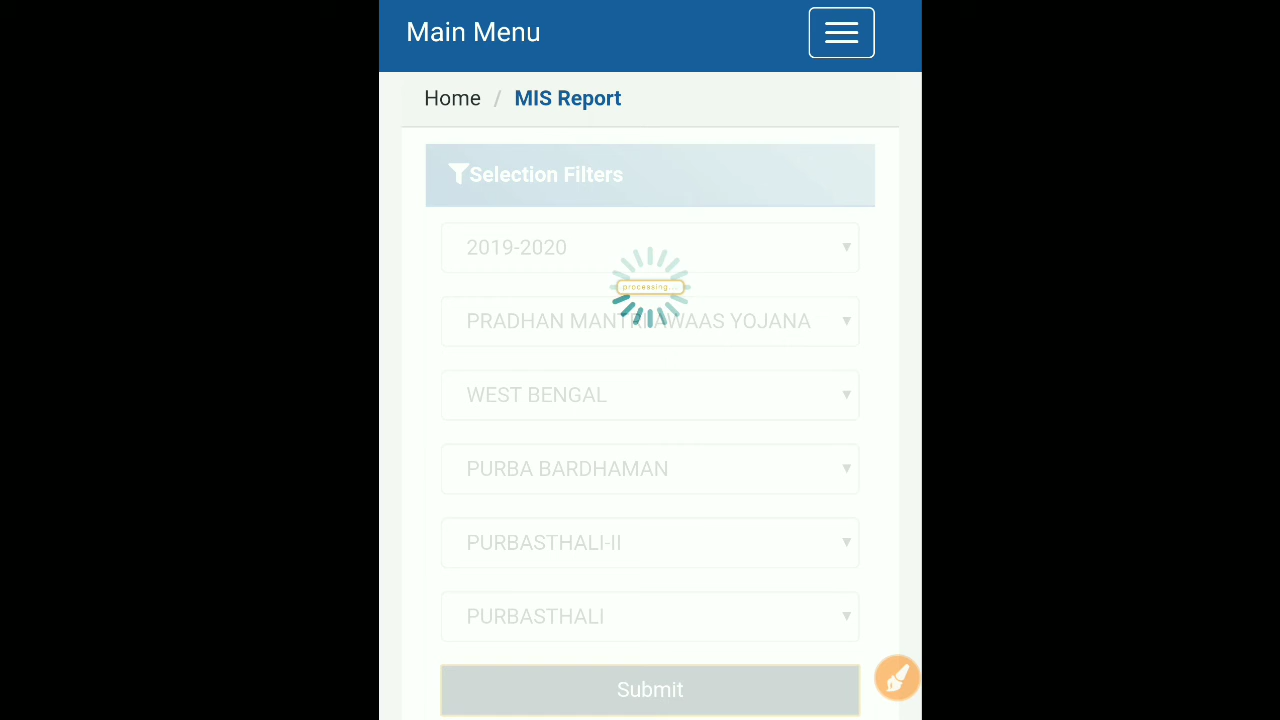 Main Menu
Home / MIS Report
Selection Filters
2019-2020
processing...
PRADHAN MANTRI AWAAS YOJANA
WEST BENGAL
PURBA BARDHAMAN
PURBASTHALI-II
PURBASTHALI
Submit